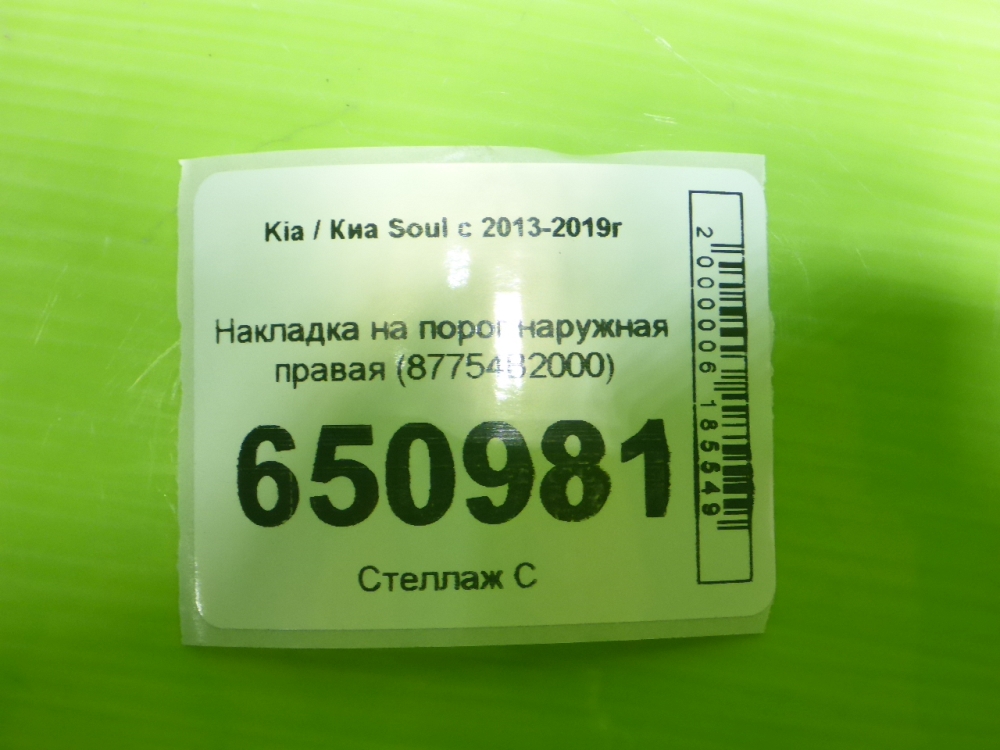 Kia / Киа Soul с 2013-2019г
Накладка на порог наружная
правая (87754B2000)
650981
Стеллаж С
2000006185549